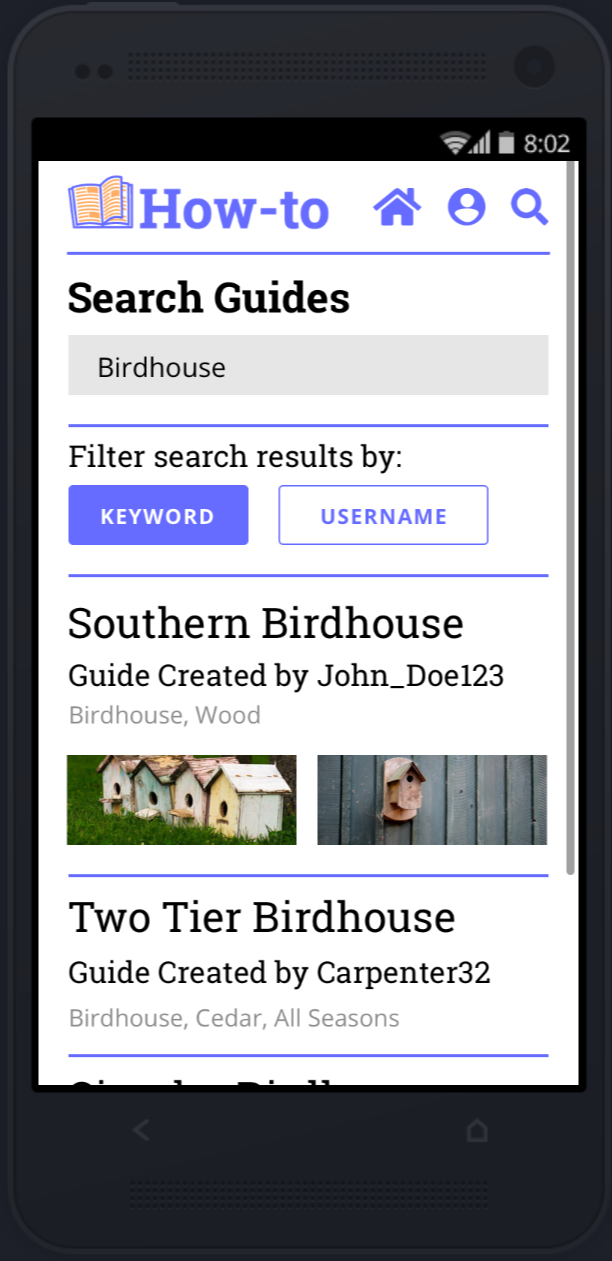 8:02
How-to
Search Guides
Birdhouse
Filter search results by:
KEYWORD USERNAME
Southern Birdhouse
Guide Created by John_Doe123
Birdhouse, Wood
Two Tier Birdhouse
Guide Created by Carpenter32
Birdhouse, Cedar, All Seasons